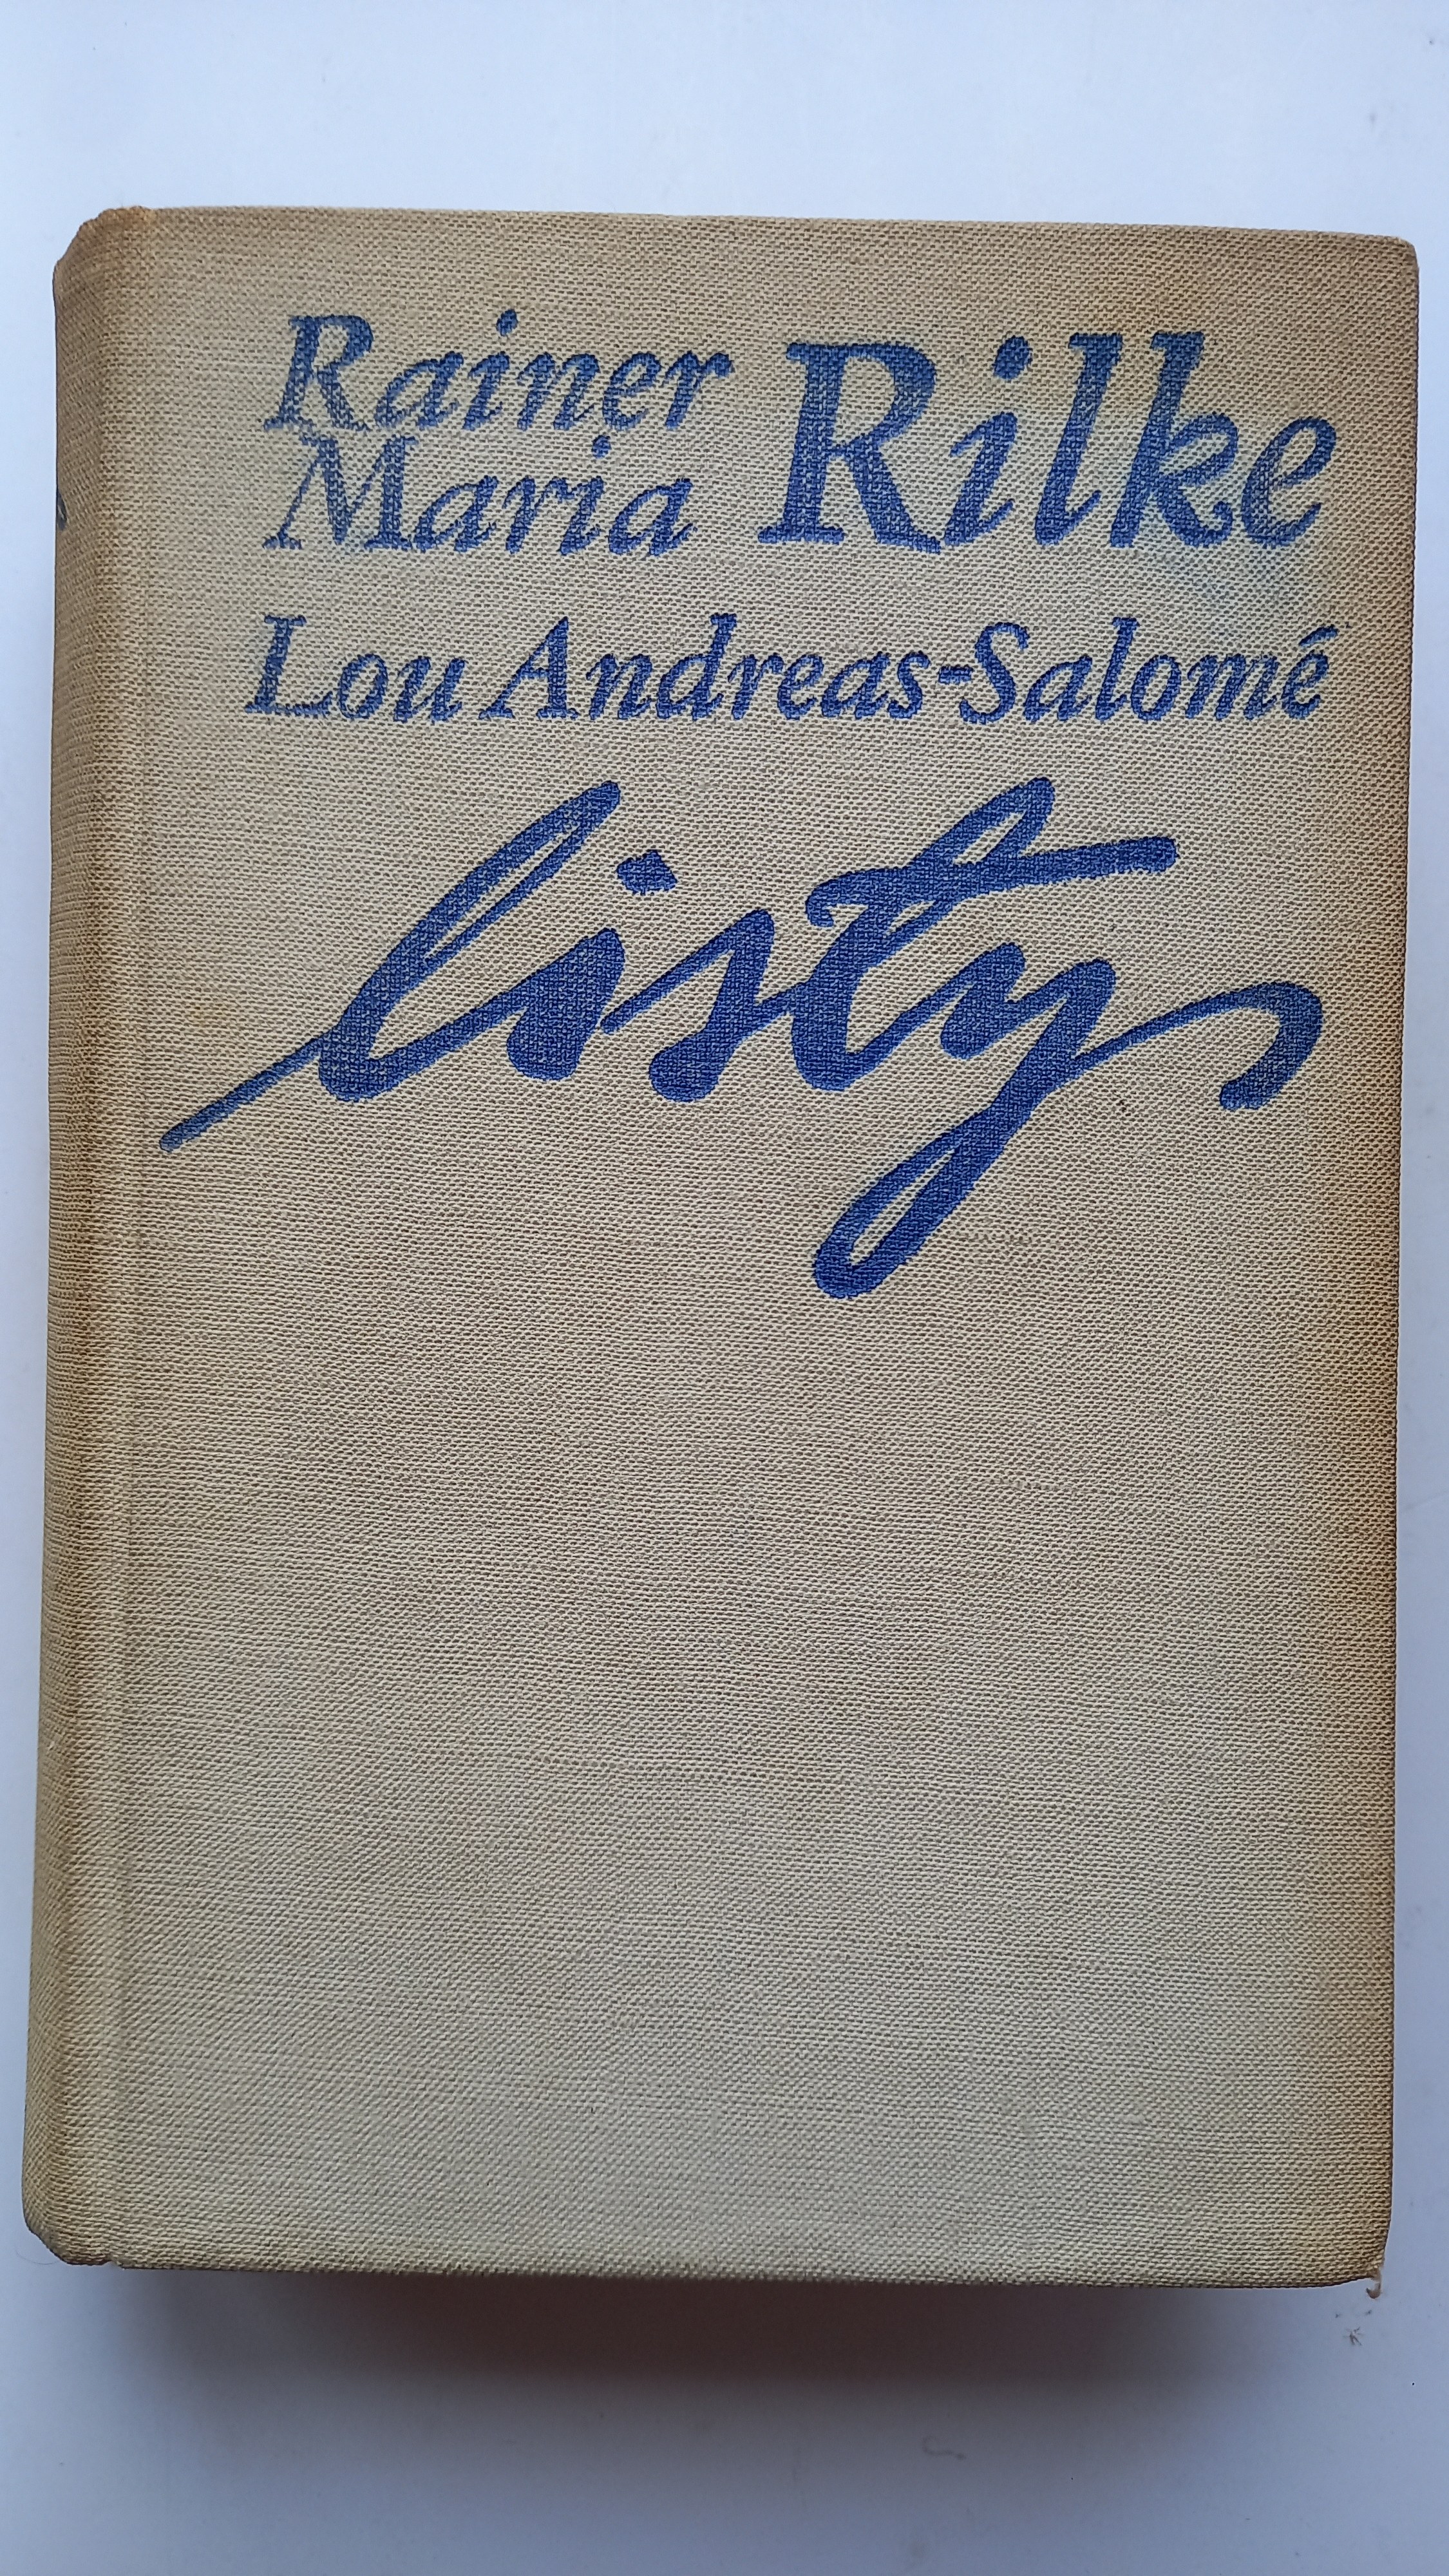 Rainer
Maria Rilke
Lou Andreas-Salomé
listy